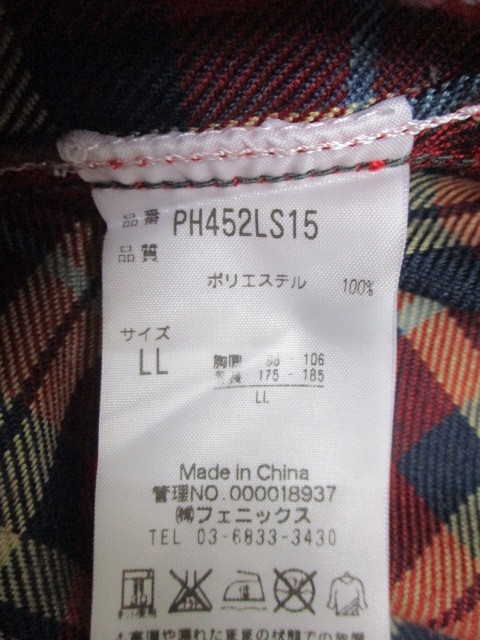 品番 PH452LS15
品質
ポリエステル 100%
サイズ
LL
胸囲 98 - 106
身長 175 - 185
LL
Made in China
管理NO. 000018937
㈱フェニックス
TEL 03-6833-3430